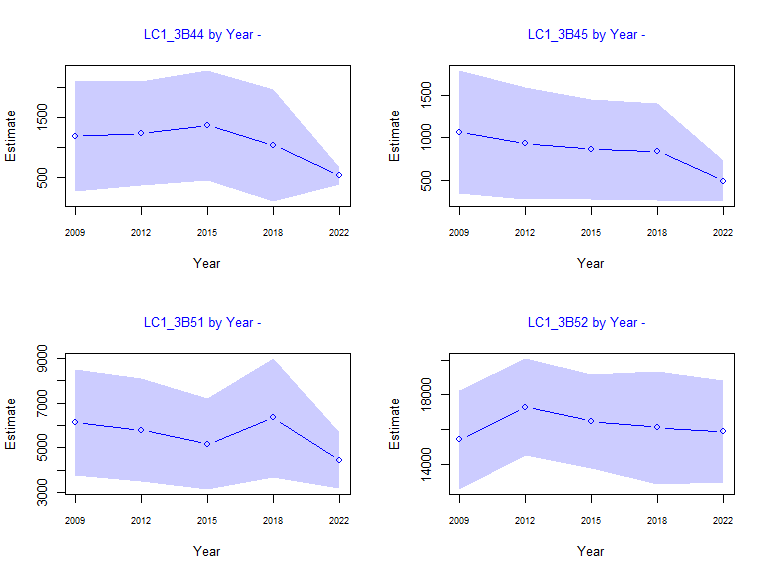 LC1_3B44 by Year -
Estimate
500
1500
2009
2012
2015
2018
2022
Year
LC1_3B45 by Year -
Estimate
500
1000
1500
2009
2012
2015
2018
2022
Year
LC1_3B51 by Year -
Estimate
3000
5000
7000
9000
2009
2012
2015
2018
2022
Year
LC1_3B52 by Year -
Estimate
14000
18000
2009
2012
2015
2018
2022
Year